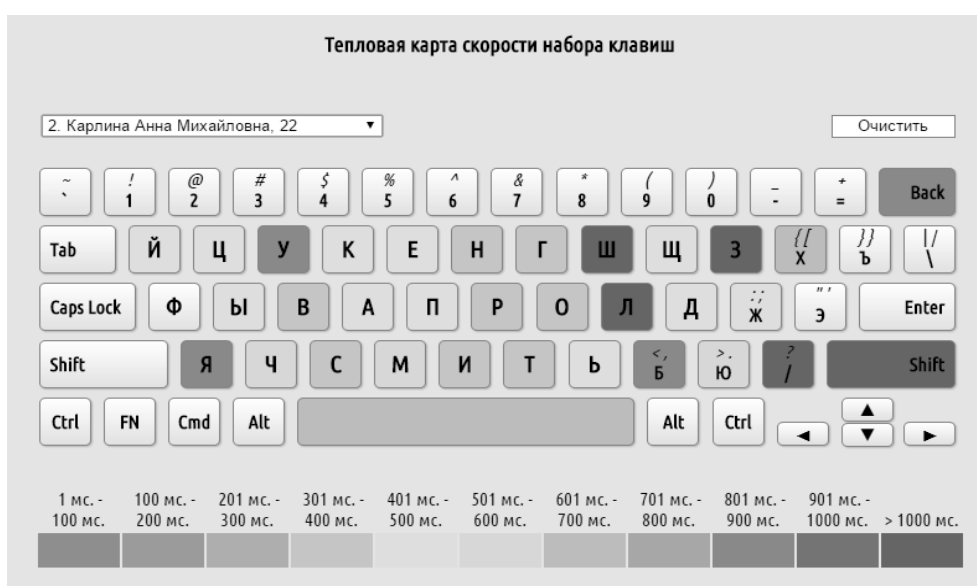 Тепловая карта скорости набора клавиш
2. Карлина Анна Михайловна, 22 ▼ Очистить
~ ! @ # $ % ^ & * ( ) _ +
` 1 2 3 4 5 6 7 8 9 0 - = Back
Tab Й Ц У К Е Н Г Ш Щ З {[ Х }} Ъ |/ \
Caps Lock Ф Ы В А П Р О Л Д : ; Ж " ' Э Enter
Shift Я Ч С М И Т Ь < , Б > . Ю ? / Shift
Ctrl FN Cmd Alt Alt Ctrl ◄ ▲ ▼ ►
1 мс. - 100 мс. - 201 мс. - 301 мс. - 401 мс. - 501 мс. - 601 мс. - 701 мс. - 801 мс. - 901 мс. -
100 мс. 200 мс. 300 мс. 400 мс. 500 мс. 600 мс. 700 мс. 800 мс. 900 мс. 1000 мс. > 1000 мс.